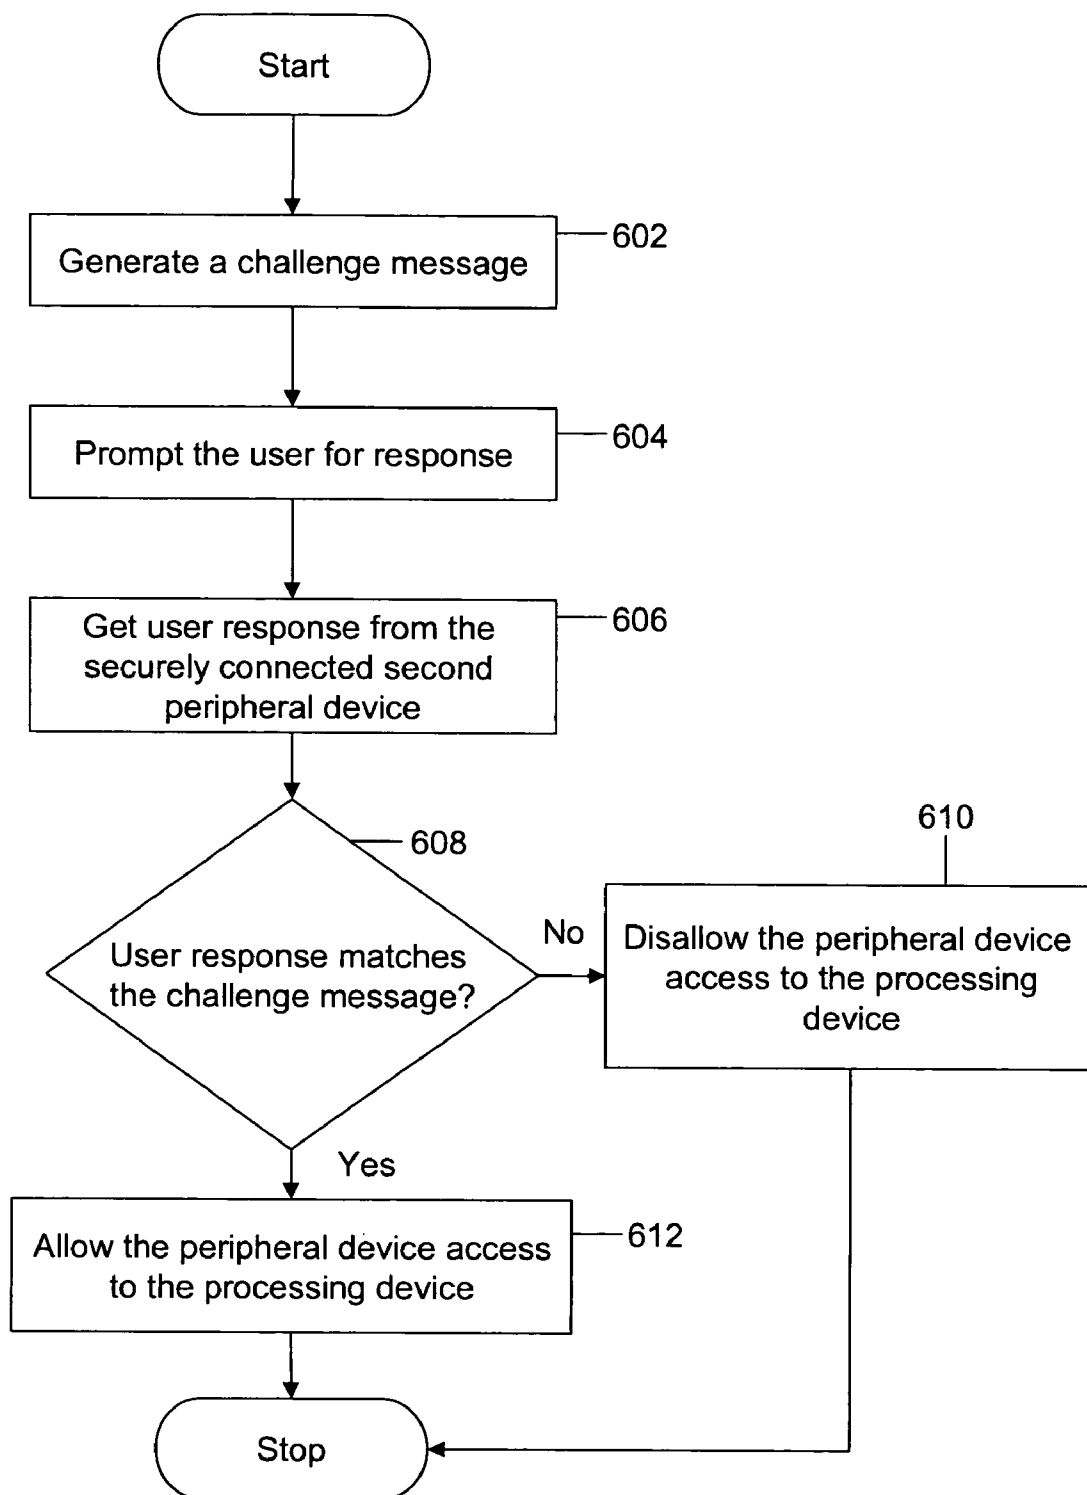 Start
Generate a challenge message
602
Prompt the user for response
604
Get user response from the
securely connected second
peripheral device
606
608
User response matches
the challenge message?
No
610
Disallow the peripheral device
access to the processing
device
Yes
Allow the peripheral device access
to the processing device
612
Stop